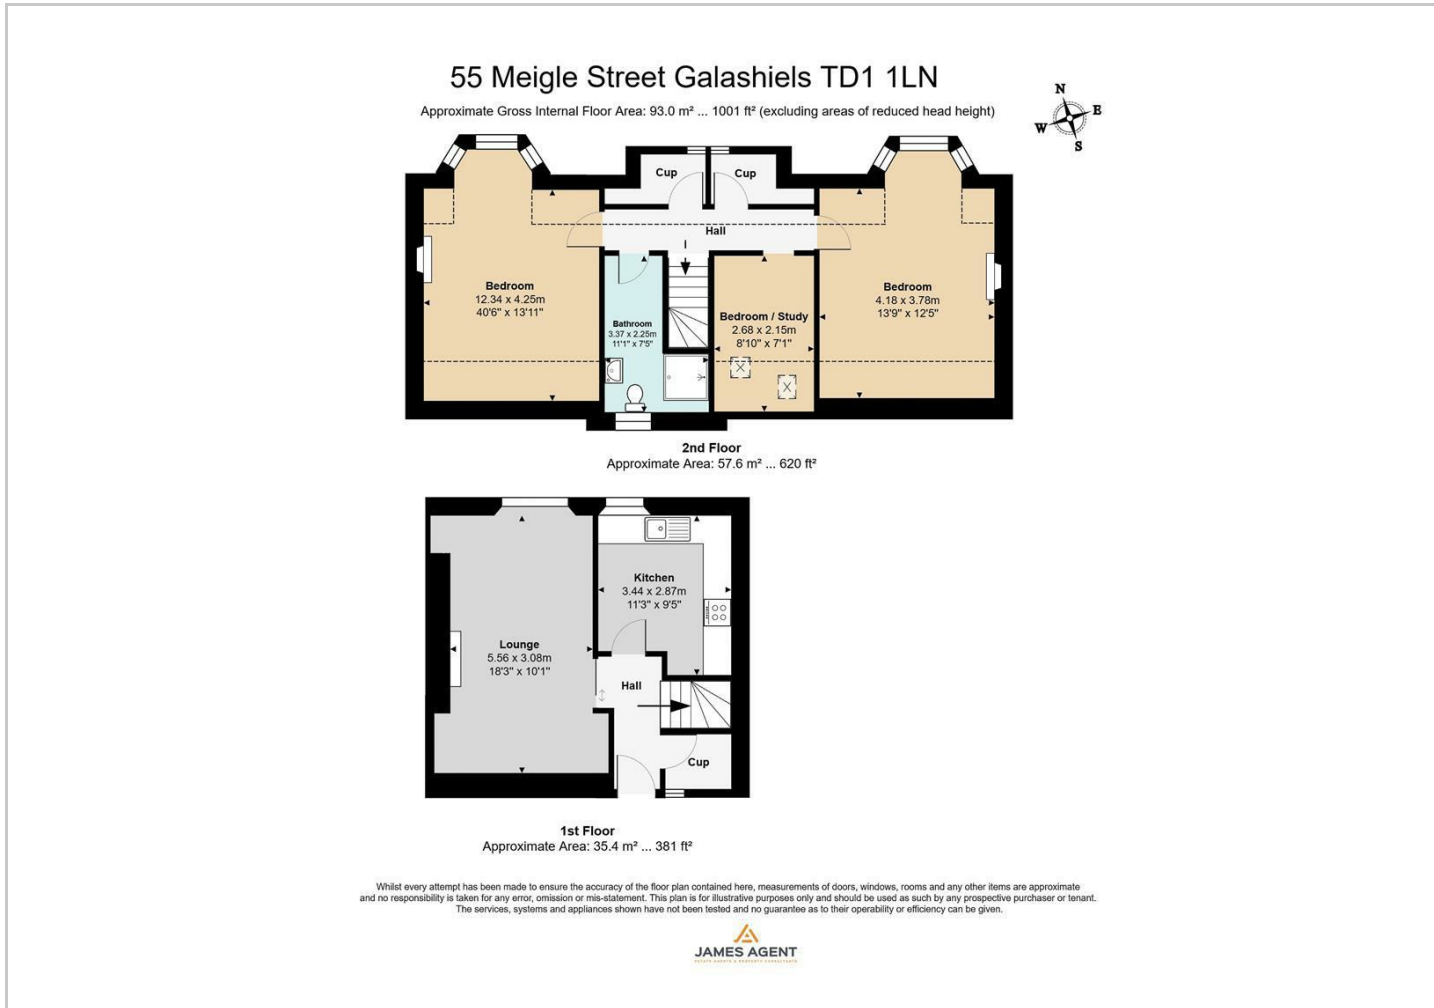 55 Meigle Street Galashiels TD1 1LN
Approximate Gross Internal Floor Area: 93.0 m² ... 1001 ft² (excluding areas of reduced head height)
N
E
W
S
Cup
Cup
Hall
Bedroom
12.34 x 4.25m
40'6" x 13'11"
Bathroom
3.37 x 2.25m
11'1" x 7'5"
Bedroom / Study
2.68 x 2.15m
8'10" x 7'1"
Bedroom
4.18 x 3.78m
13'9" x 12'5"
2nd Floor
Approximate Area: 57.6 m² ... 620 ft²
Kitchen
3.44 x 2.87m
11'3" x 9'5"
Lounge
5.56 x 3.08m
18'3" x 10'1"
Hall
Cup
1st Floor
Approximate Area: 35.4 m² ... 381 ft²
Whilst every attempt has been made to ensure the accuracy of the floor plan contained here, measurements of doors, windows, rooms and any other items are approximate
and no responsibility is taken for any error, omission or mis-statement. This plan is for illustrative purposes only and should be used as such by any prospective purchaser or tenant.
The services, systems and appliances shown have not been tested and no guarantee as to their operability or efficiency can be given.
JAMES AGENT
ESTATE AGENTS & PROPERTY CONSULTANTS